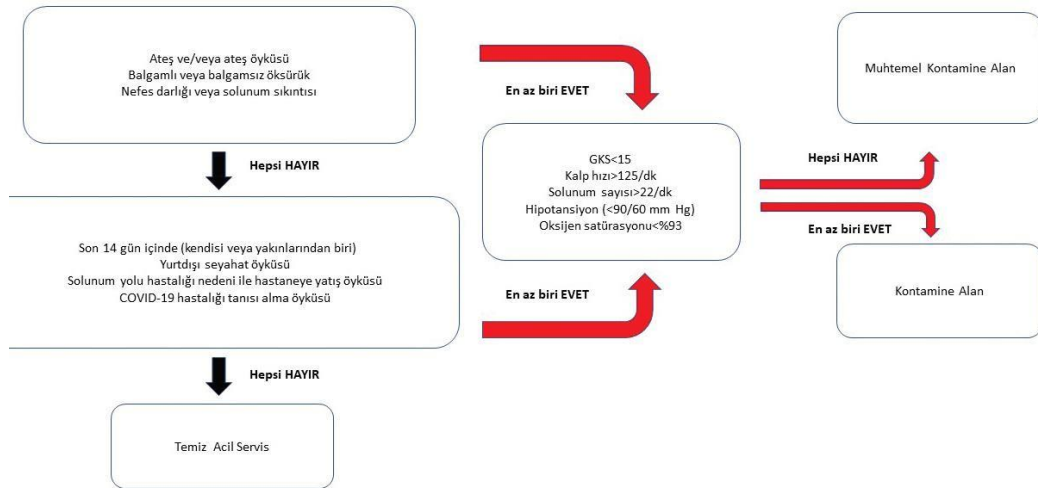 Ateş ve/veya ateş öyküsü
Balgamlı veya balgamsız öksürük
Nefes darlığı veya solunum sıkıntısı
En az biri EVET
Muhtemel Kontamine Alan
Hepsi HAYIR
GKS<15
Kalp hızı>125/dk
Solunum sayısı>22/dk
Hipotansiyon (<90/60 mm Hg)
Oksijen satürasyonu<%93
Hepsi HAYIR
En az biri EVET
Son 14 gün içinde (kendisi veya yakınlarından biri)
Yurtdışı seyahat öyküsü
Solunum yolu hastalığı nedeni ile hastaneye yatış öyküsü
COVID-19 hastalığı tanısı alma öyküsü
En az biri EVET
Kontamine Alan
Hepsi HAYIR
Temiz Acil Servis